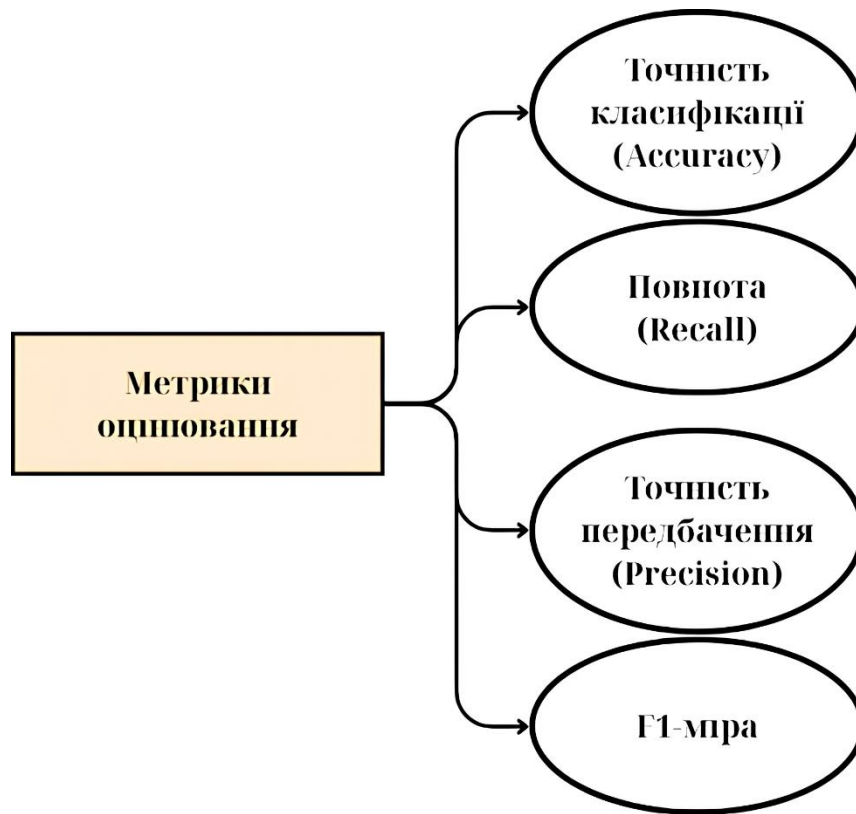 Точність
класифікації
(Accuracy)
Повнота
(Recall)
Метрики
оцінювання
Точність
передбачення
(Precision)
F1-міра